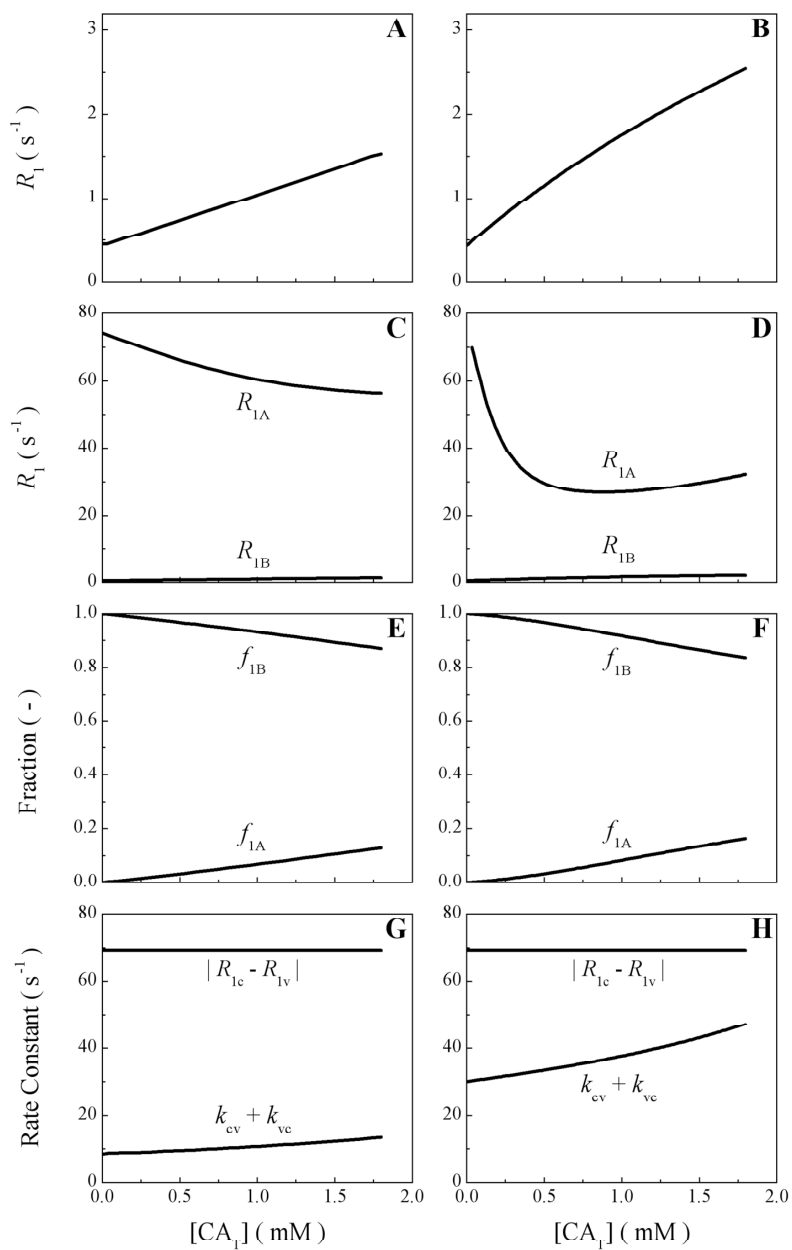 A
B
R₁ ( s⁻¹ )
3
2
1
0
3
2
1
0
C
D
R₁ ( s⁻¹ )
80
60
40
20
0
80
60
40
20
0
R₁A
R₁B
R₁A
R₁B
E
F
Fraction ( - )
1.0
0.8
0.6
0.4
0.2
0.0
1.0
0.8
0.6
0.4
0.2
0.0
f₁B
f₁A
f₁B
f₁A
G
H
Rate Constant ( s⁻¹ )
80
60
40
20
0
80
60
40
20
0
| R₁c - R₁v |
kcv + kvc
| R₁c - R₁v |
kcv + kvc
0.0 0.5 1.0 1.5 2.0
0.0 0.5 1.0 1.5 2.0
[CAT] ( mM )
[CAT] ( mM )